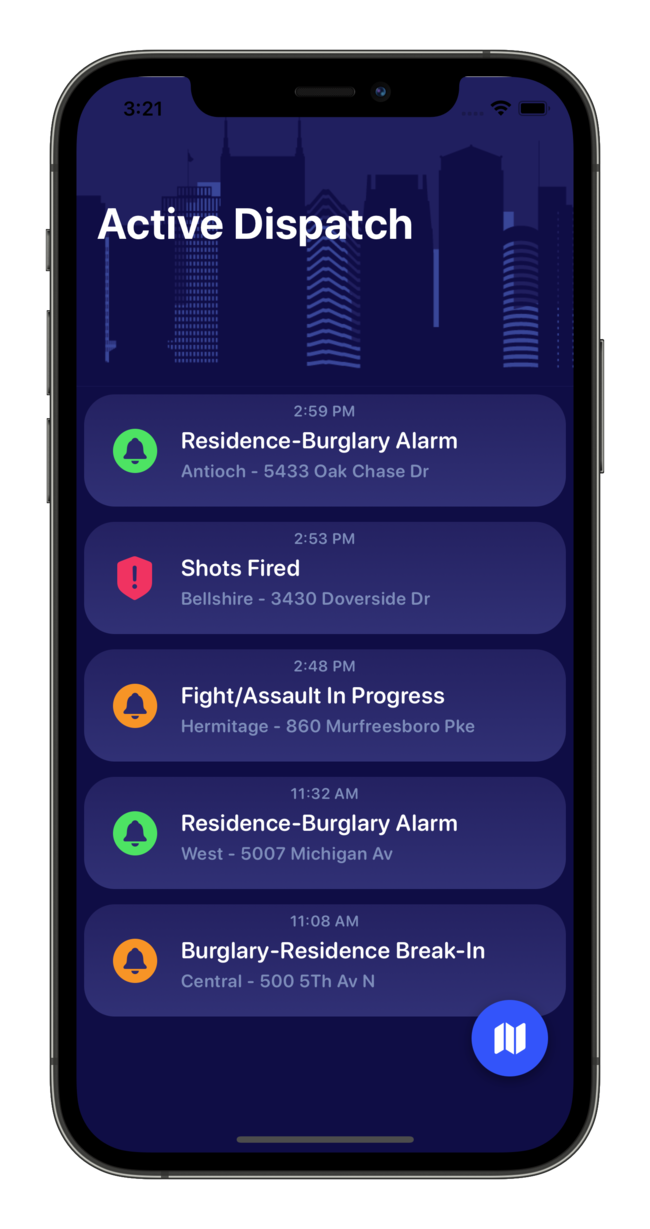 3:21
Active Dispatch
2:59 PM
Residence-Burglary Alarm
Antioch - 5433 Oak Chase Dr
2:53 PM
Shots Fired
Bellshire - 3430 Doverside Dr
2:48 PM
Fight/Assault In Progress
Hermitage - 860 Murfreesboro Pke
11:32 AM
Residence-Burglary Alarm
West - 5007 Michigan Av
11:08 AM
Burglary-Residence Break-In
Central - 500 5Th Av N